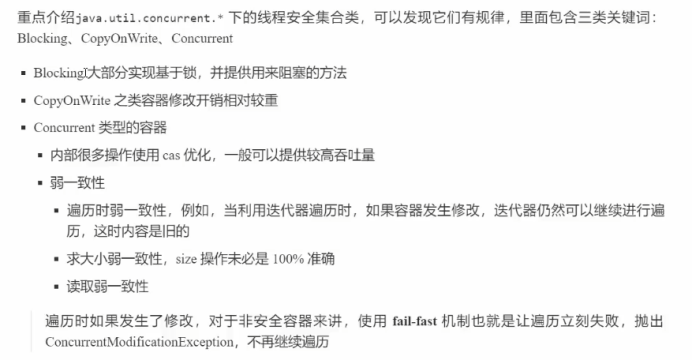 重点介绍java.util.concurrent.* 下的线程安全集合类，可以发现它们有规律，里面包含三类关键词：
Blocking、CopyOnWrite、Concurrent
▪ Blocking大部分实现基于锁，并提供用来阻塞的方法
▪ CopyOnWrite 之类容器修改开销相对较重
▪ Concurrent 类型的容器
▪ 内部很多操作使用 cas 优化，一般可以提供较高吞吐量
▪ 弱一致性
▪ 遍历时弱一致性，例如，当利用迭代器遍历时，如果容器发生修改，迭代器仍然可以继续进行遍
历，这时内容是旧的
▪ 求大小弱一致性，size 操作未必是 100% 准确
▪ 读取弱一致性
遍历时如果发生了修改，对于非安全容器来讲，使用 fail-fast 机制也就是让遍历立刻失败，抛出
ConcurrentModificationException，不再继续遍历